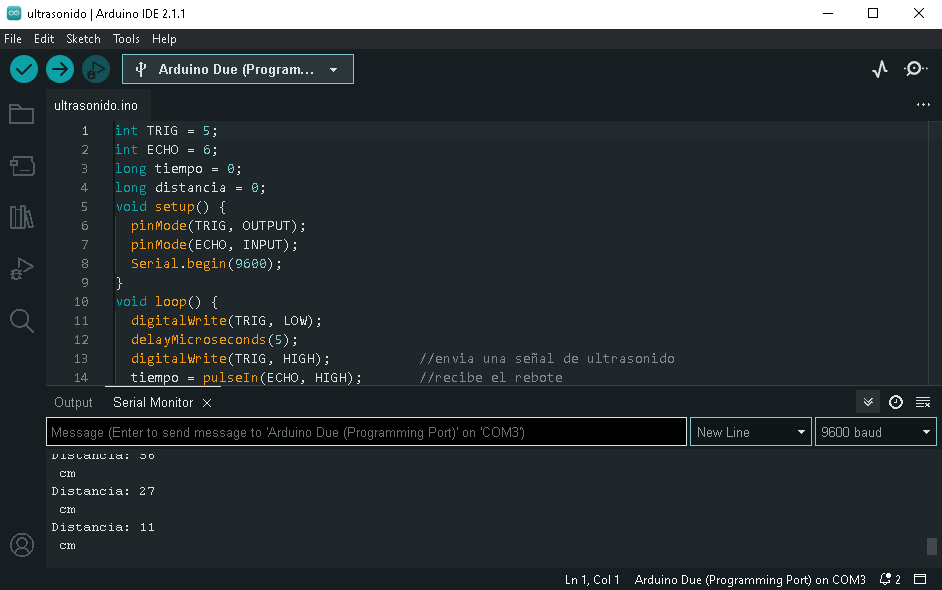 ultrasonido | Arduino IDE 2.1.1
File Edit Sketch Tools Help
Arduino Due (Program...
ultrasonido.ino
1 int TRIG = 5;
2 int ECHO = 6;
3 long tiempo = 0;
4 long distancia = 0;
5 void setup() {
6 pinMode(TRIG, OUTPUT);
7 pinMode(ECHO, INPUT);
8 Serial.begin(9600);
9 }
10 void loop() {
11 digitalWrite(TRIG, LOW);
12 delayMicroseconds(5);
13 digitalWrite(TRIG, HIGH); //envia una señal de ultrasonido
14 tiempo = pulseIn(ECHO, HIGH); //recibe el rebote
Output Serial Monitor
Message (Enter to send message to 'Arduino Due (Programming Port)' on 'COM3') New Line 9600 baud
Distancia:
cm
Distancia: 27
cm
Distancia: 11
cm
Ln 1, Col 1 Arduino Due (Programming Port) on COM3 2